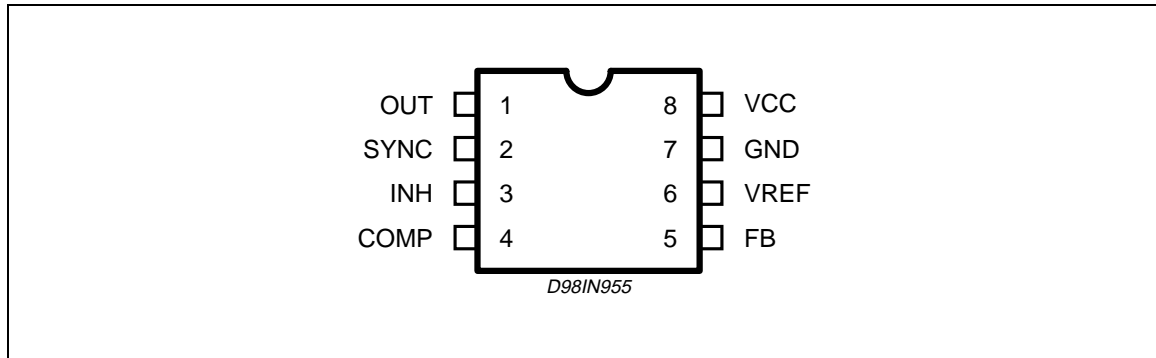 OUT 1 8 VCC
SYNC 2 7 GND
INH 3 6 VREF
COMP 4 5 FB
D98IN955